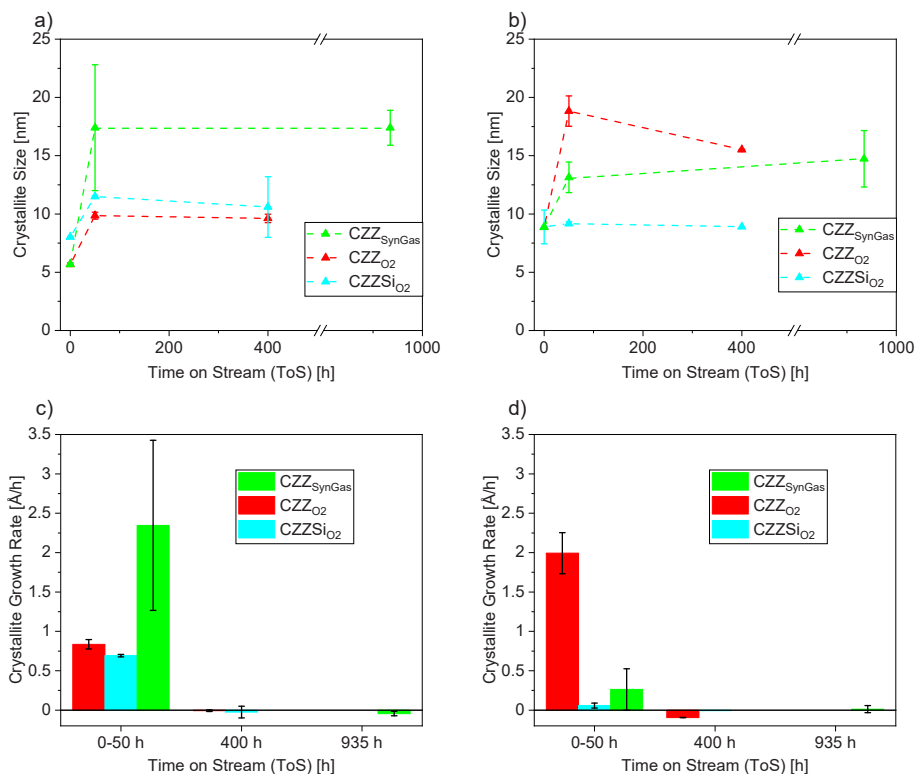 a)
25
20
15
10
5
0
Crystallite Size [nm]
CZZSynGas
CZZO2
CZZSiO2
0 200 400 1000
Time on Stream (ToS) [h]
b)
25
20
15
10
5
0
Crystallite Size [nm]
CZZSynGas
CZZO2
CZZSiO2
0 200 400 1000
Time on Stream (ToS) [h]
c)
3.5
3
2.5
2
1.5
1
0.5
0
Crystallite Growth Rate [Å/h]
CZZSynGas
CZZO2
CZZSiO2
0-50 h 400 h 935 h
Time on Stream (ToS) [h]
d)
3.5
3
2.5
2
1.5
1
0.5
0
Crystallite Growth Rate [Å/h]
CZZSynGas
CZZO2
CZZSiO2
0-50 h 400 h 935 h
Time on Stream (ToS) [h]